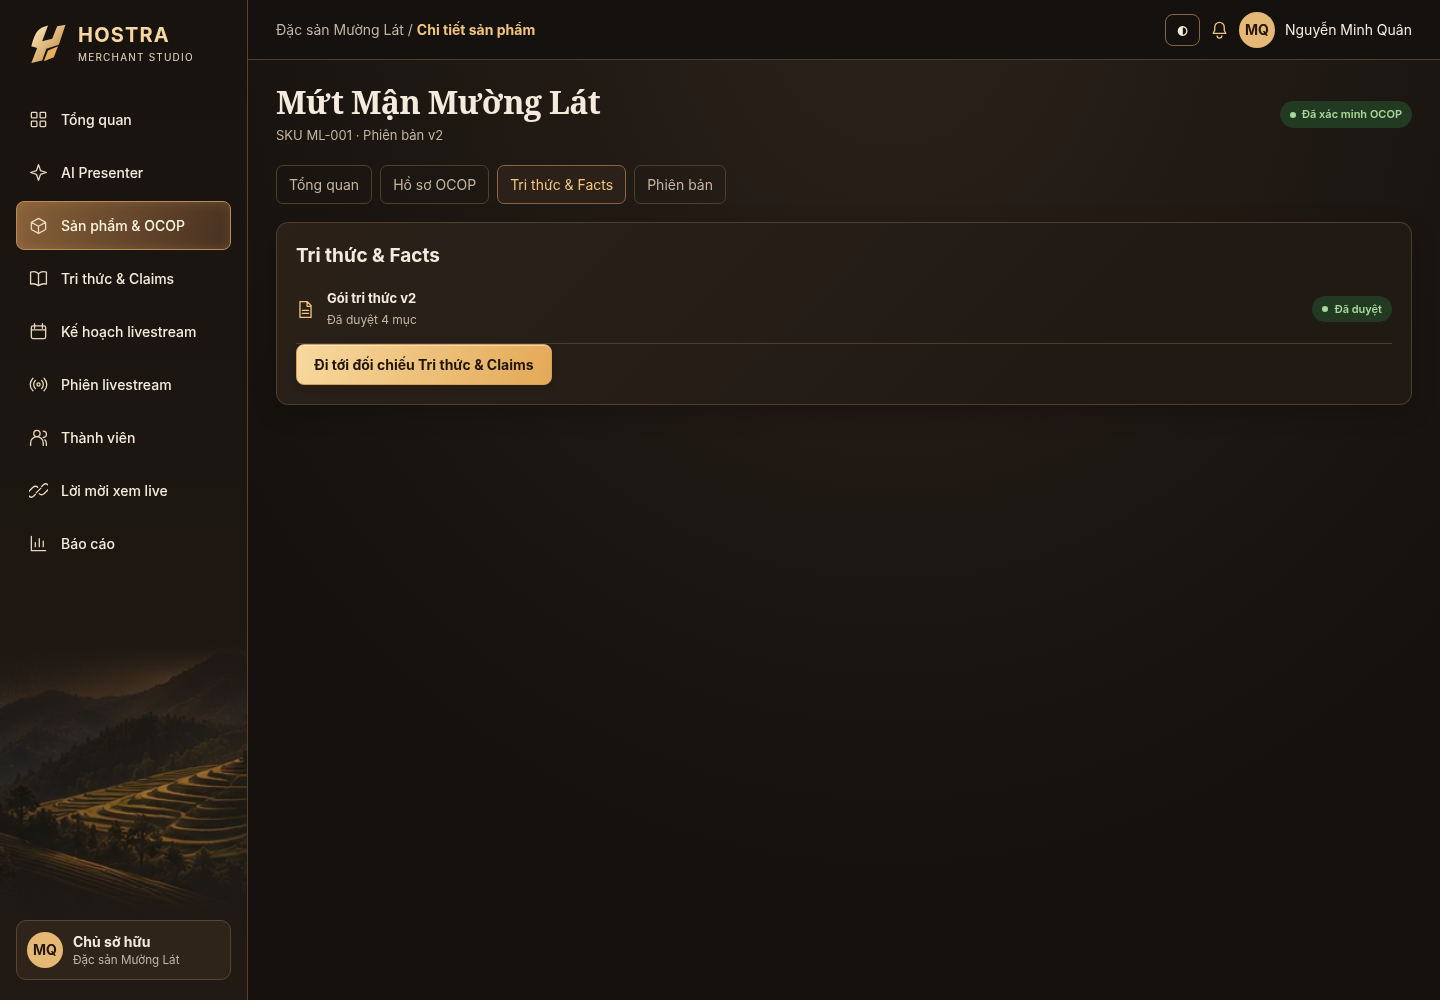 HOSTRA
MERCHANT STUDIO
Tổng quan
AI Presenter
Sản phẩm & OCOP
Tri thức & Claims
Kế hoạch livestream
Phiên livestream
Thành viên
Lời mời xem live
Báo cáo
MQ
Chủ sở hữu
Đặc sản Mường Lát
Đặc sản Mường Lát / Chi tiết sản phẩm
MQ
Nguyễn Minh Quân
Mứt Mận Mường Lát
SKU ML-001 · Phiên bản v2
Đã xác minh OCOP
Tổng quan
Hồ sơ OCOP
Tri thức & Facts
Phiên bản
Tri thức & Facts
Gói tri thức v2
Đã duyệt 4 mục
Đã duyệt
Đi tới đối chiếu Tri thức & Claims